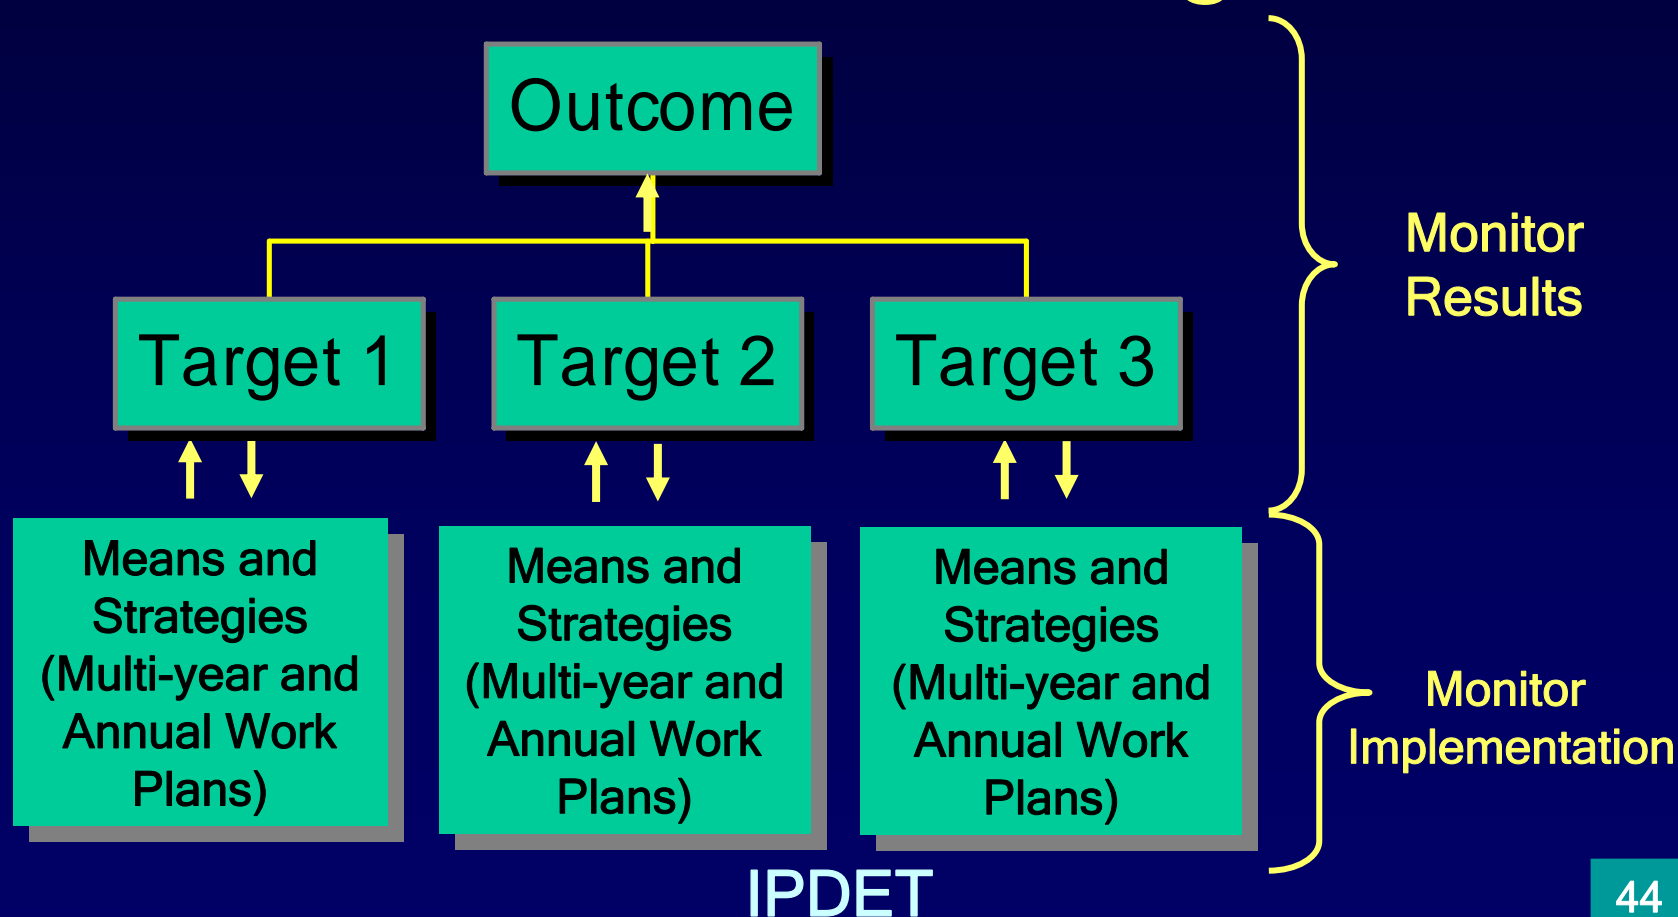 Outcome
Monitor
Results
Target 1
Target 2
Target 3
Means and
Strategies
(Multi-year and
Annual Work
Plans)
Means and
Strategies
(Multi-year and
Annual Work
Plans)
Means and
Strategies
(Multi-year and
Annual Work
Plans)
Monitor
Implementation
IPDET
44